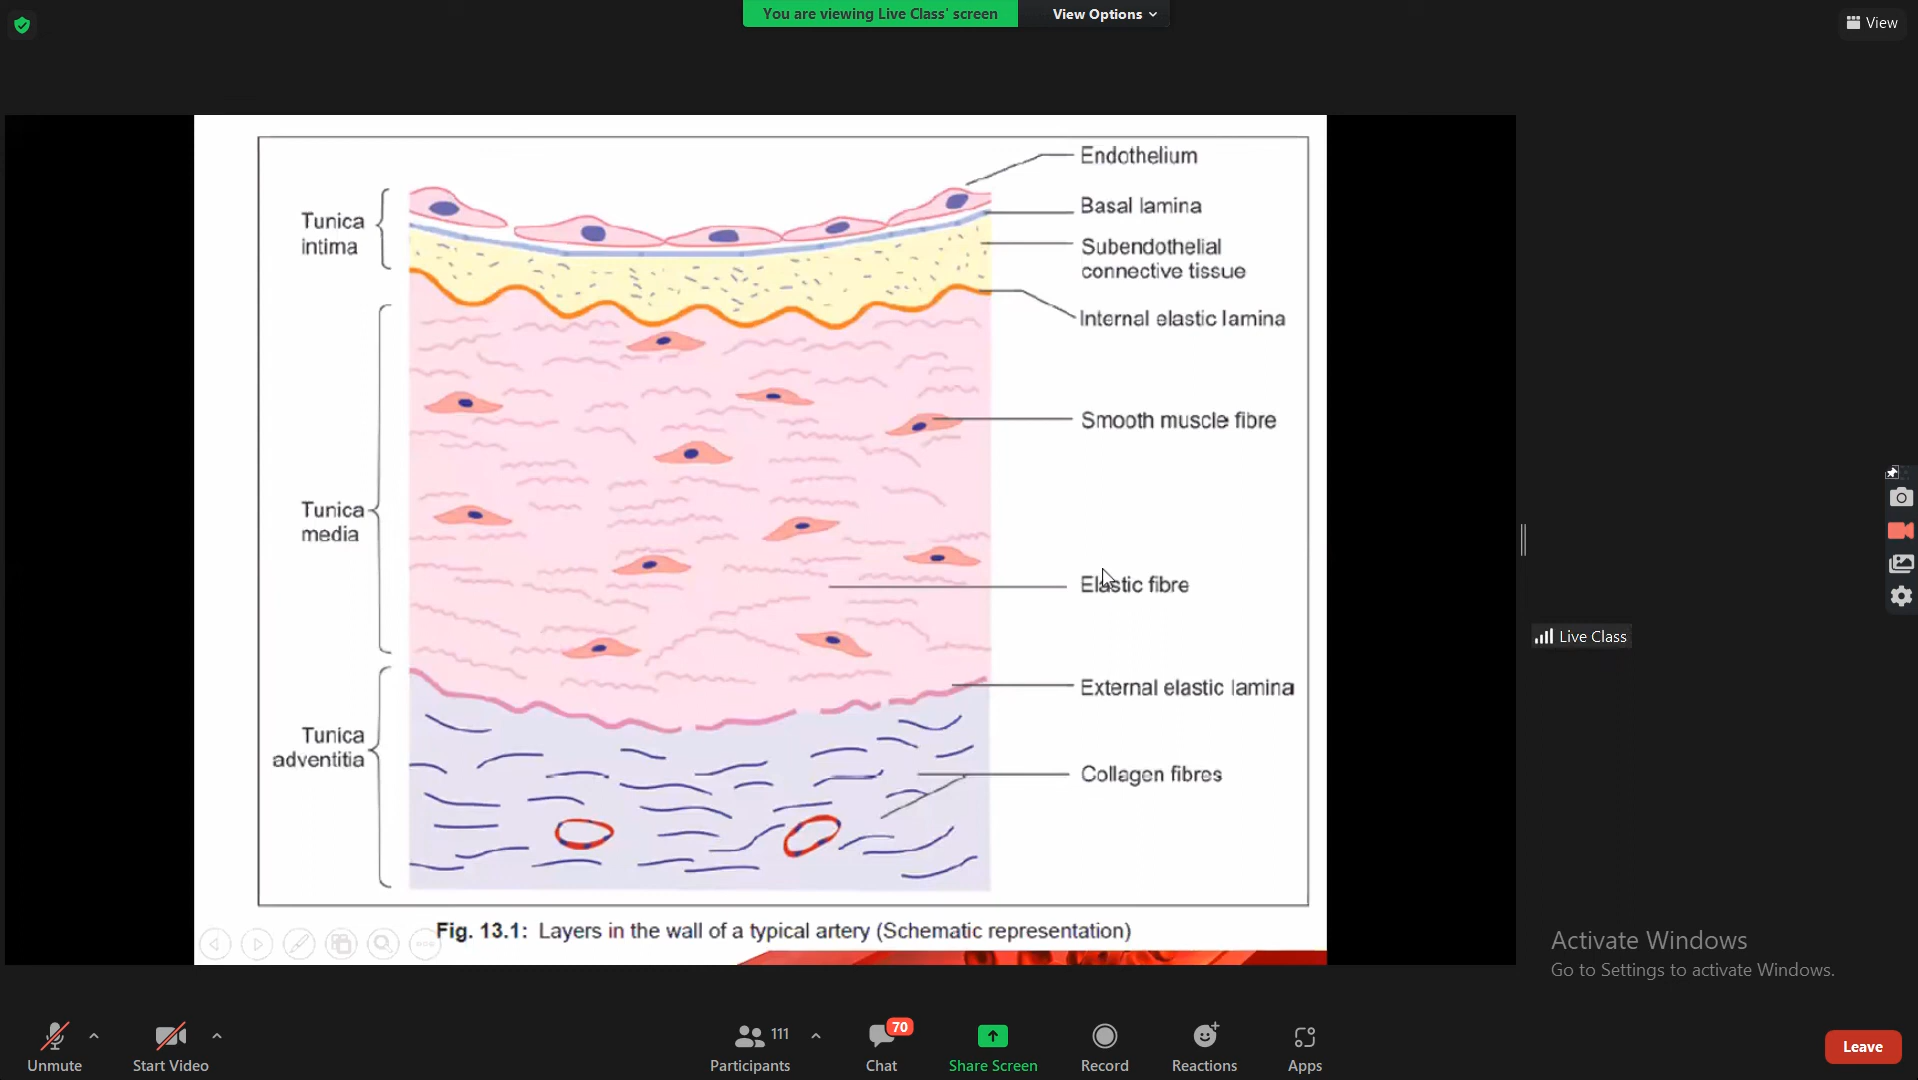 You are viewing Live Class' screen
View Options
View
Endothelium
Basal lamina
Tunica
intima
Subendothelial
connective tissue
Internal elastic lamina
Smooth muscle fibre
Tunica
media
Elastic fibre
Live Class
External elastic lamina
Tunica
adventitia
Collagen fibres
Fig. 13.1: Layers in the wall of a typical artery (Schematic representation)
Activate Windows
Go to Settings to activate Windows.
Unmute
Start Video
111
Participants
70
Chat
Share Screen
Record
Reactions
Apps
Leave